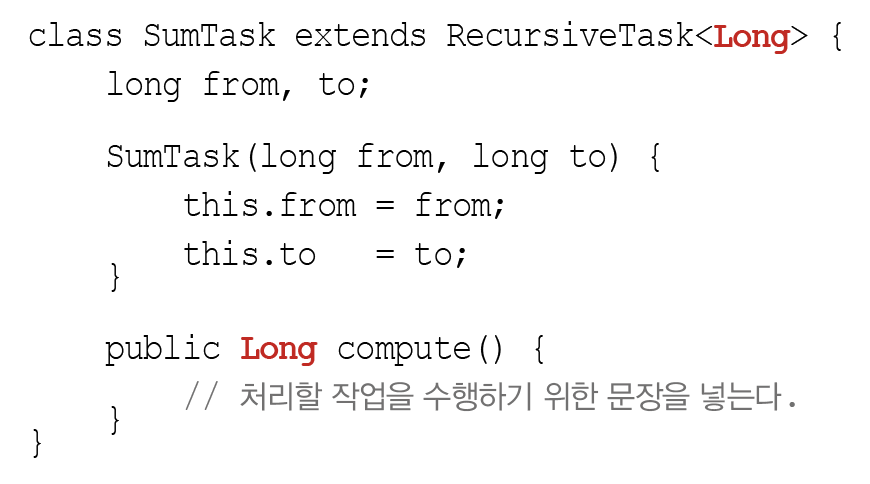 class SumTask extends RecursiveTask<Long> {
long from, to;
SumTask(long from, long to) {
this.from = from;
this.to   = to;
}
public Long compute() {
// 처리할 작업을 수행하기 위한 문장을 넣는다.
}
}